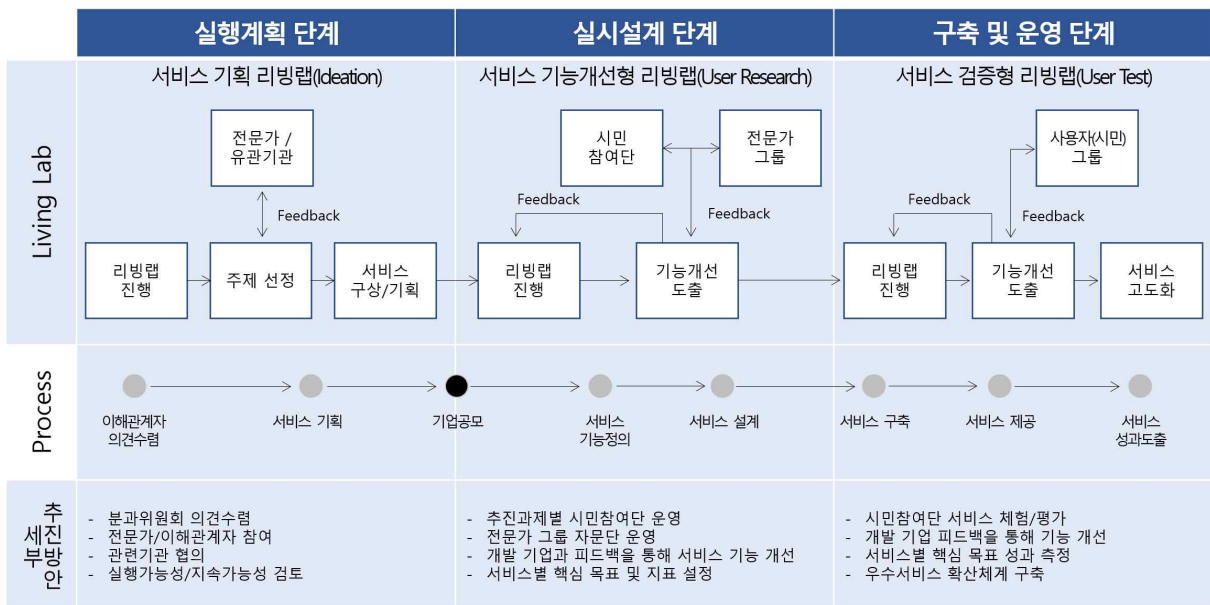 실행계획 단계
실시설계 단계
구축 및 운영 단계
Living Lab
서비스 기획 리빙랩(Ideation)
전문가 /
유관기관
Feedback
리빙랩
진행
주제 선정
서비스
구상/기획
서비스 기능개선형 리빙랩(User Research)
시민
참여단
전문가
그룹
Feedback
Feedback
리빙랩
진행
기능개선
도출
서비스 검증형 리빙랩(User Test)
사용자(시민)
그룹
Feedback
Feedback
리빙랩
진행
기능개선
도출
서비스
고도화
Process
이해관계자
의견수렴
서비스 기획
기업공모
서비스
기능정의
서비스 설계
서비스 구축
서비스 제공
서비스
성과도출
추진
세부방안
- 분과위원회 의견수렴
- 전문가/이해관계자 참여
- 관련기관 협의
- 실행가능성/지속가능성 검토
- 추진과제별 시민참여단 운영
- 전문가 그룹 자문단 운영
- 개발 기업과 피드백을 통해 서비스 기능 개선
- 서비스별 핵심 목표 및 지표 설정
- 시민참여단 서비스 체험/평가
- 개발 기업 피드백을 통해 기능 개선
- 서비스별 핵심 목표 성과 측정
- 우수서비스 확산체계 구축